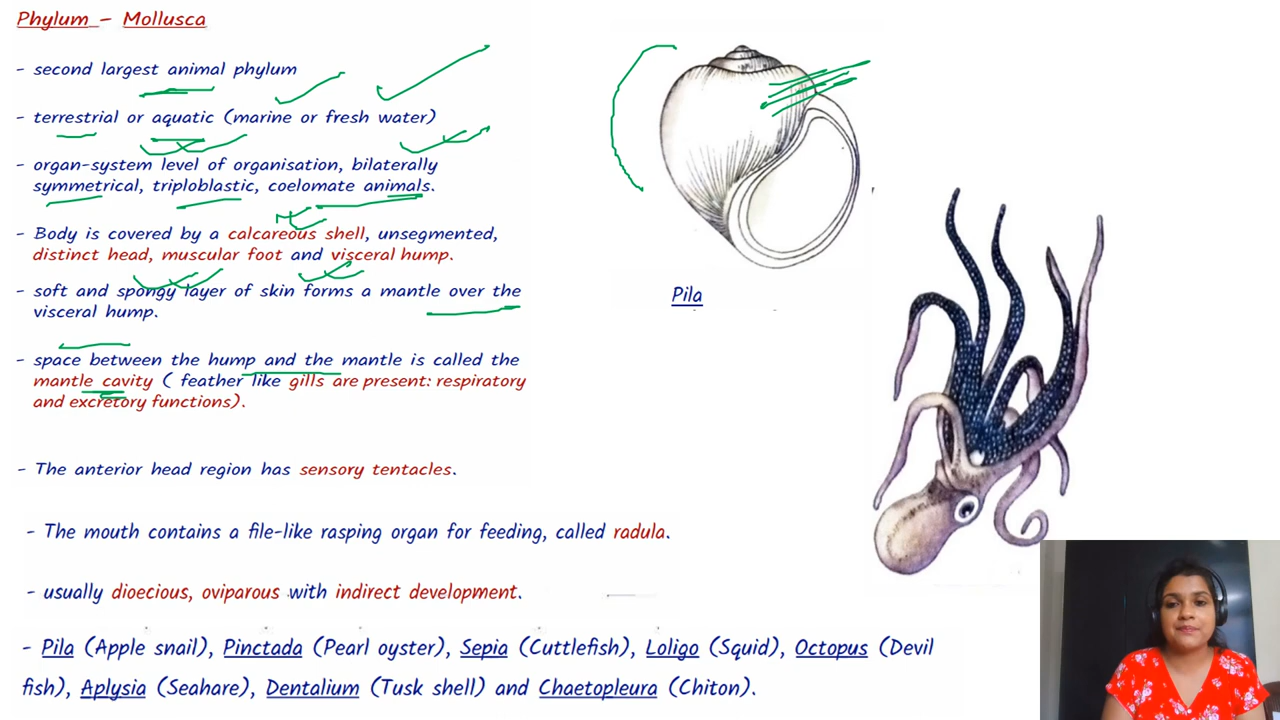 Phylum - Mollusca
- second largest animal phylum
- terrestrial or aquatic (marine or fresh water)
- organ-system level of organisation, bilaterally
symmetrical, triploblastic, coelomate animals.
- Body is covered by a calcareous shell, unsegmented,
distinct head, muscular foot and visceral hump.
- soft and spongy layer of skin forms a mantle over the
visceral hump.
- space between the hump and the mantle is called the
mantle cavity ( feather like gills are present: respiratory
and excretory functions).
- The anterior head region has sensory tentacles.
- The mouth contains a file-like rasping organ for feeding, called radula.
- usually dioecious, oviparous with indirect development.
- Pila (Apple snail), Pinctada (Pearl oyster), Sepia (Cuttlefish), Loligo (Squid), Octopus (Devil
fish), Aplysia (Seahare), Dentalium (Tusk shell) and Chaetopleura (Chiton).
Pila